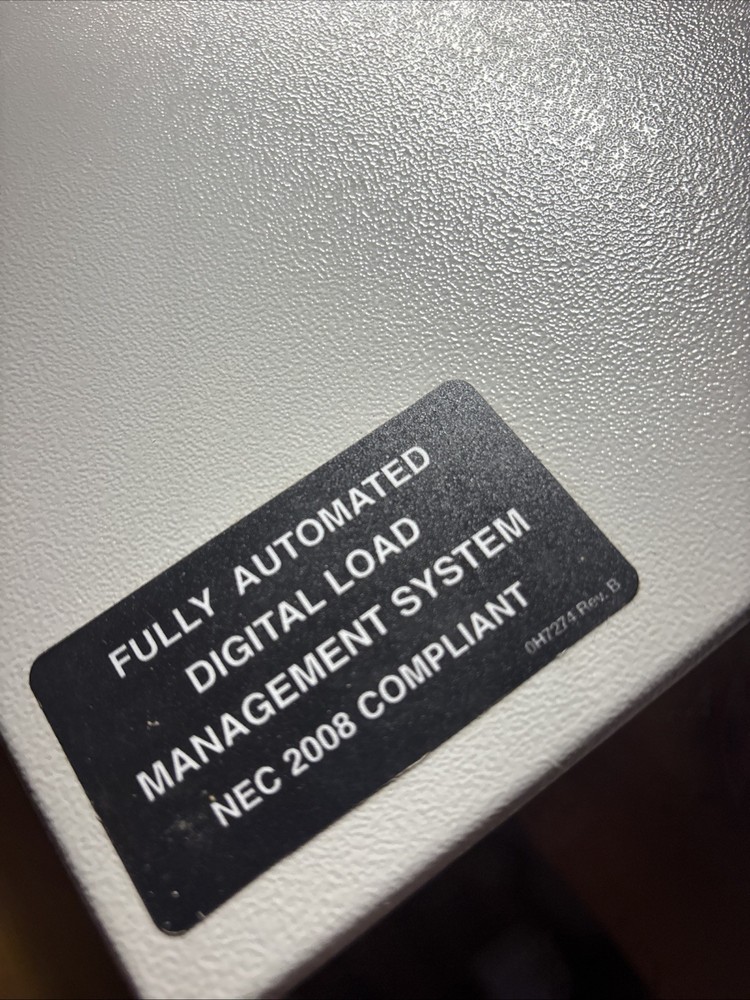 FULLY AUTOMATED
DIGITAL LOAD
MANAGEMENT SYSTEM
NEC 2008 COMPLIANT
0H7274 Rev. B